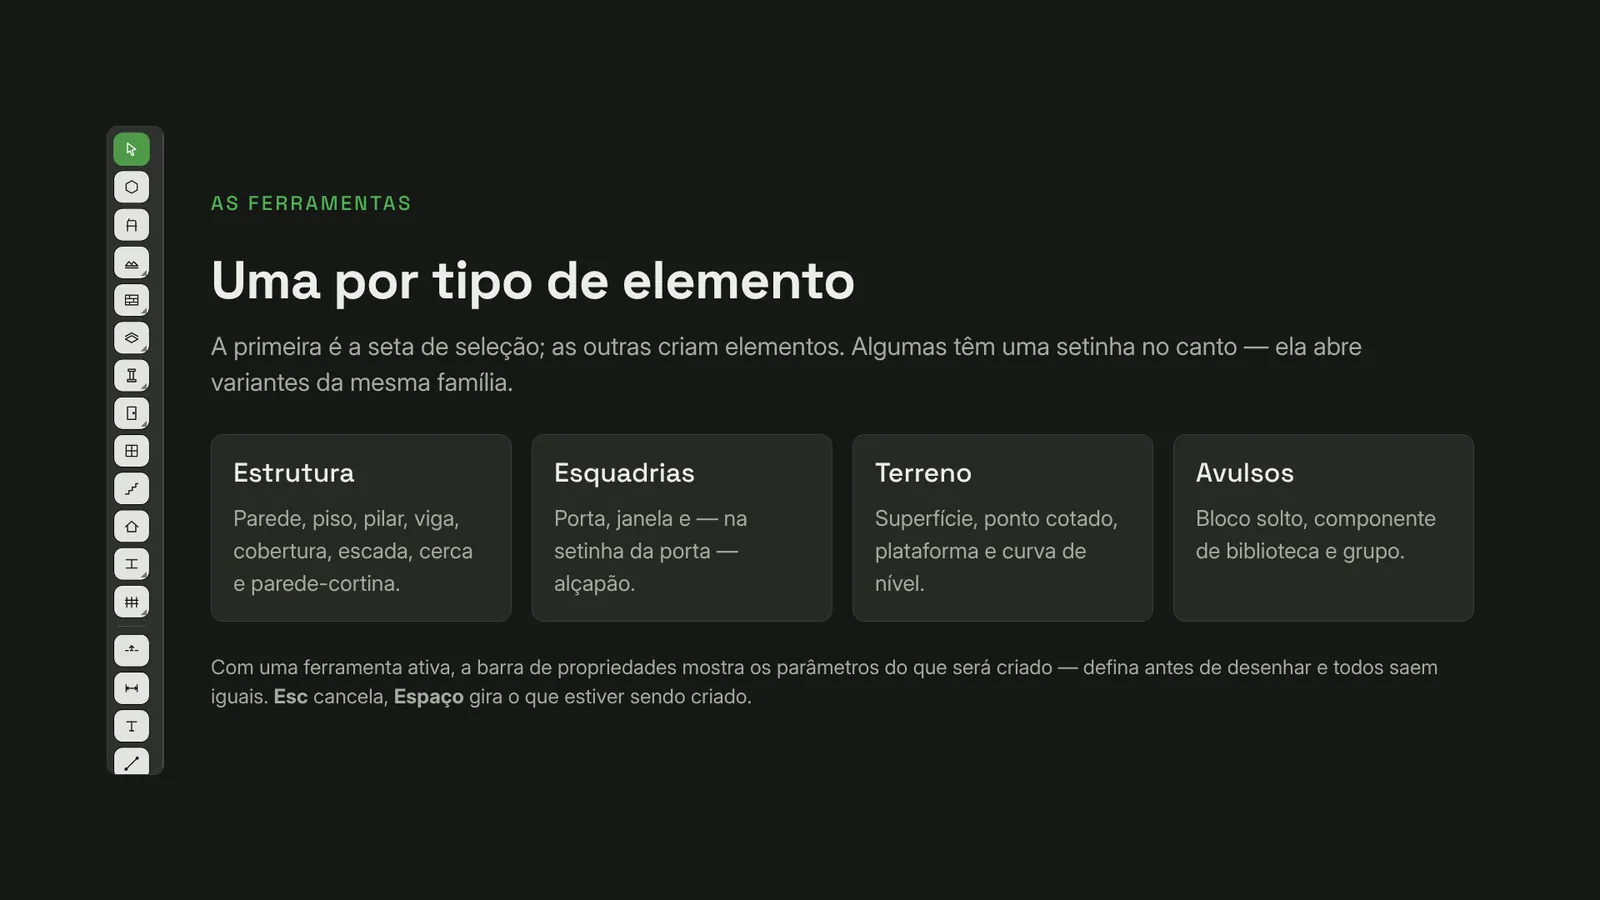 AS FERRAMENTAS
Uma por tipo de elemento
A primeira é a seta de seleção; as outras criam elementos. Algumas têm uma setinha no canto — ela abre
variantes da mesma família.
Estrutura
Parede, piso, pilar, viga,
cobertura, escada, cerca
e parede-cortina.
Esquadrias
Porta, janela e — na
setinha da porta —
alçapão.
Terreno
Superfície, ponto cotado,
plataforma e curva de
nível.
Avulsos
Bloco solto, componente
de biblioteca e grupo.
Com uma ferramenta ativa, a barra de propriedades mostra os parâmetros do que será criado — defina antes de desenhar e todos saem
iguais. Esc cancela, Espaço gira o que estiver sendo criado.